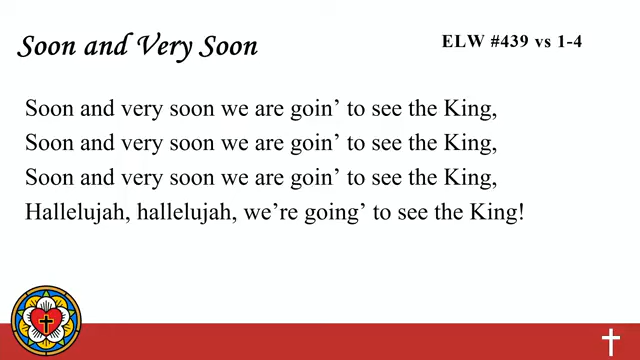 Soon and Very Soon
ELW #439 vs 1-4
Soon and very soon we are goin’ to see the King,
Soon and very soon we are goin’ to see the King,
Soon and very soon we are goin’ to see the King,
Hallelujah, hallelujah, we’re going’ to see the King!